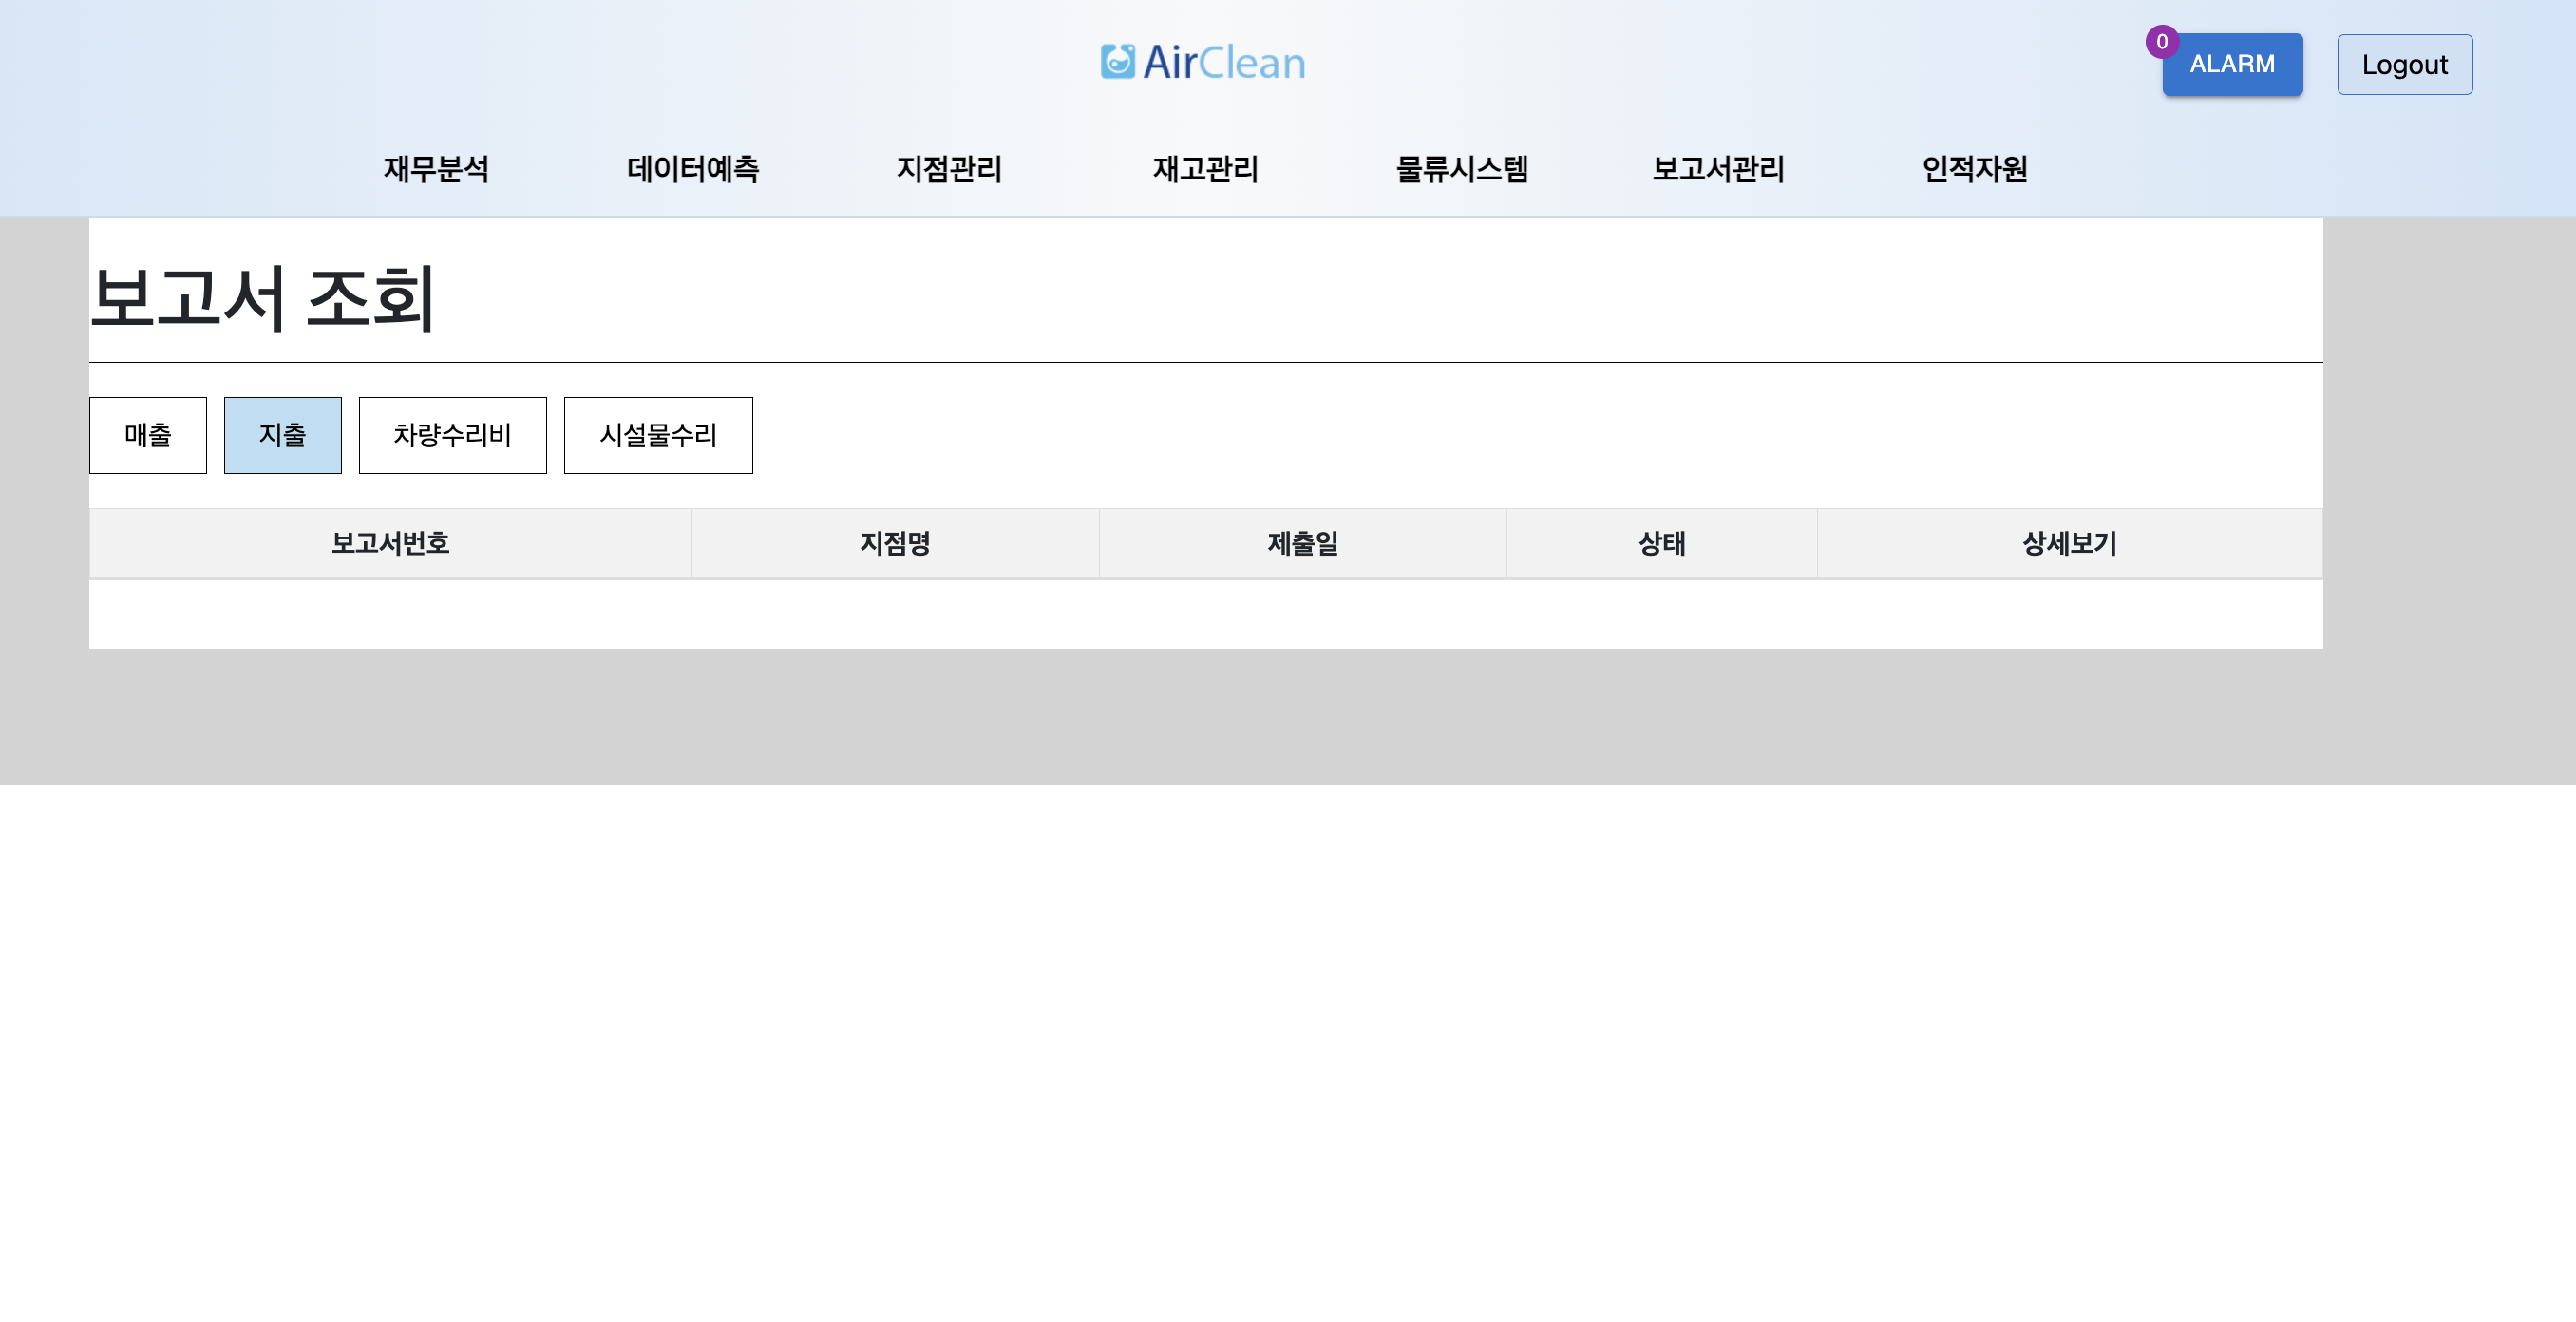 AirClean
0
ALARM
Logout
재무분석 데이터예측 지점관리 재고관리 물류시스템 보고서관리 인적자원
보고서 조회
매출 지출 차량수리비 시설물수리
보고서번호 지점명 제출일 상태 상세보기